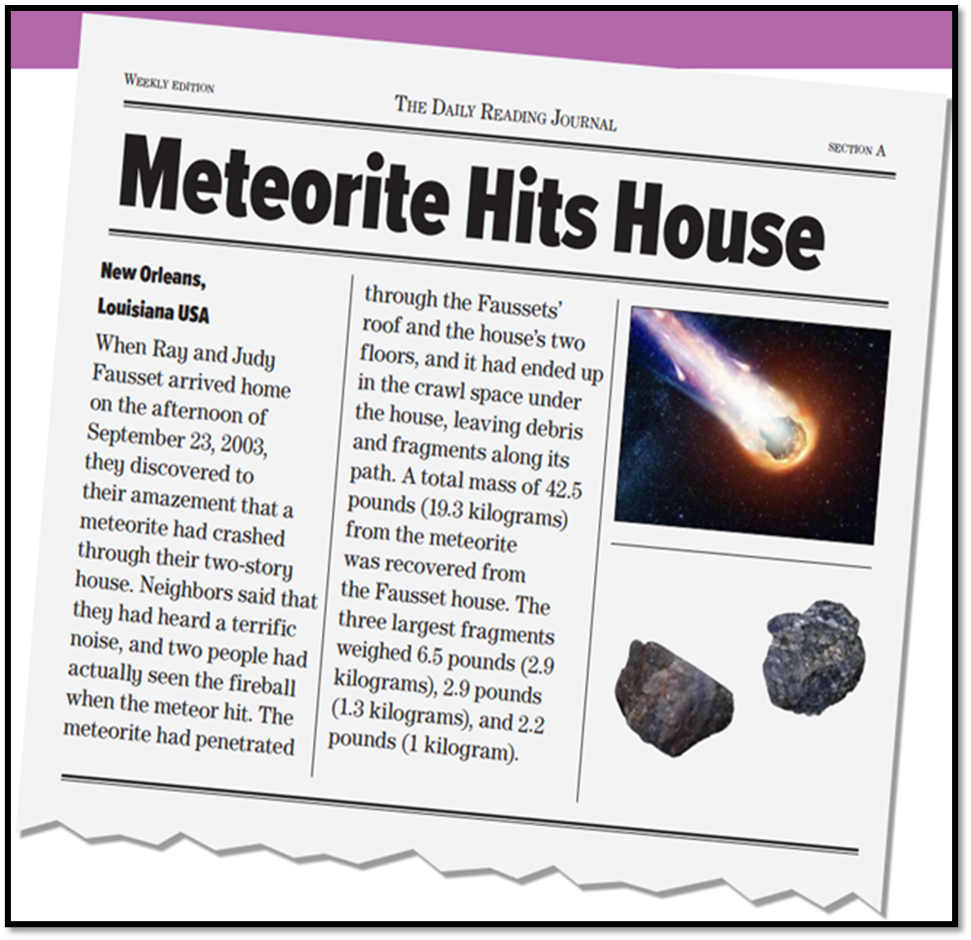 WEEKLY EDITION
THE DAILY READING JOURNAL
SECTION A
Meteorite Hits House
New Orleans,
Louisiana USA
When Ray and Judy
Fausset arrived home
on the afternoon of
September 23, 2003,
they discovered to
their amazement that a
meteorite had crashed
through their two-story
house. Neighbors said that
they had heard a terrific
noise, and two people had
actually seen the fireball
when the meteor hit. The
meteorite had penetrated
through the Faussets’
roof and the house’s two
floors, and it had ended up
in the crawl space under
the house, leaving debris
and fragments along its
path. A total mass of 42.5
pounds (19.3 kilograms)
from the meteorite
was recovered from
the Fausset house. The
three largest fragments
weighed 6.5 pounds (2.9
kilograms), 2.9 pounds
(1.3 kilograms), and 2.2
pounds (1 kilogram).